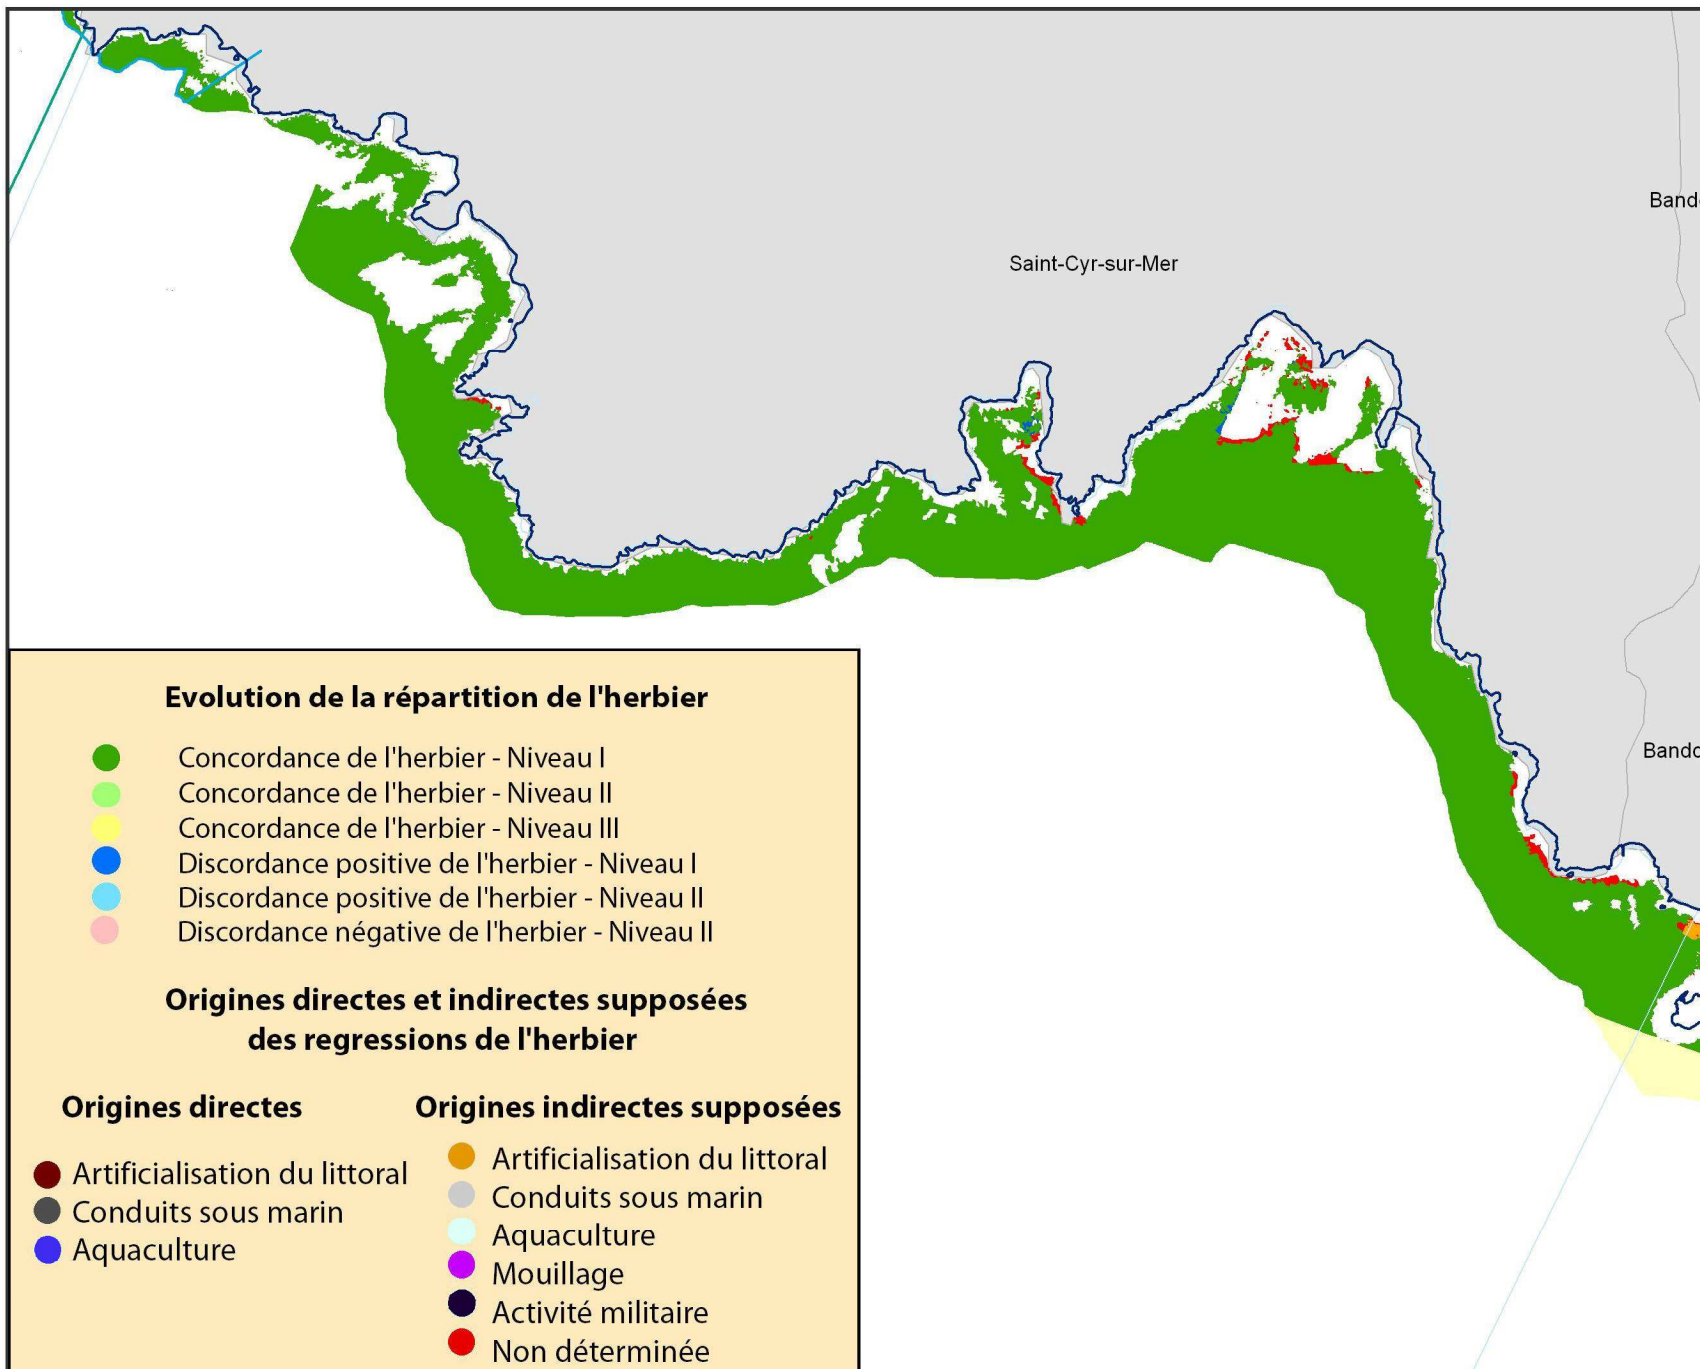 Band
Saint-Cyr-sur-Mer
Bando
Evolution de la répartition de l'herbier
Concordance de l'herbier - Niveau I
Concordance de l'herbier - Niveau II
Concordance de l'herbier - Niveau III
Discordance positive de l'herbier - Niveau I
Discordance positive de l'herbier - Niveau II
Discordance négative de l'herbier - Niveau II
Origines directes et indirectes supposées
des regressions de l'herbier
Origines directes
Artificialisation du littoral
Conduits sous marin
Aquaculture
Origines indirectes supposées
Artificialisation du littoral
Conduits sous marin
Aquaculture
Mouillage
Activité militaire
Non déterminée